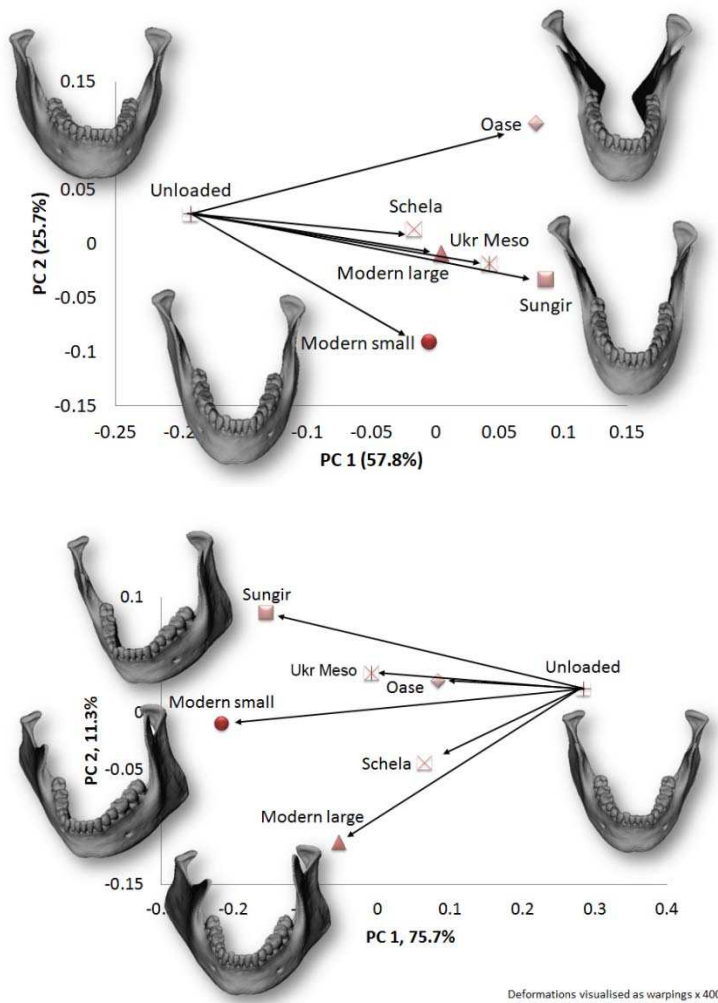 0.15
Oase
0.05
Unloaded
Schela
PC 2 (25.7%)
0
Ukr Meso
Modern large
-0.05
Sungir
-0.1
Modern small
-0.15
-0.25 -0.15 -0.05 0 0.05 0.1 0.15
PC 1 (57.8%)
0.1
Sungir
Ukr Meso
Unloaded
Oase
0
Modern small
PC 2, 11.3%
-0.05
Schela
Modern large
-0.15
-0.2 0 0.1 0.2 0.3 0.4
PC 1, 75.7%
Deformations visualised as warpings x 400